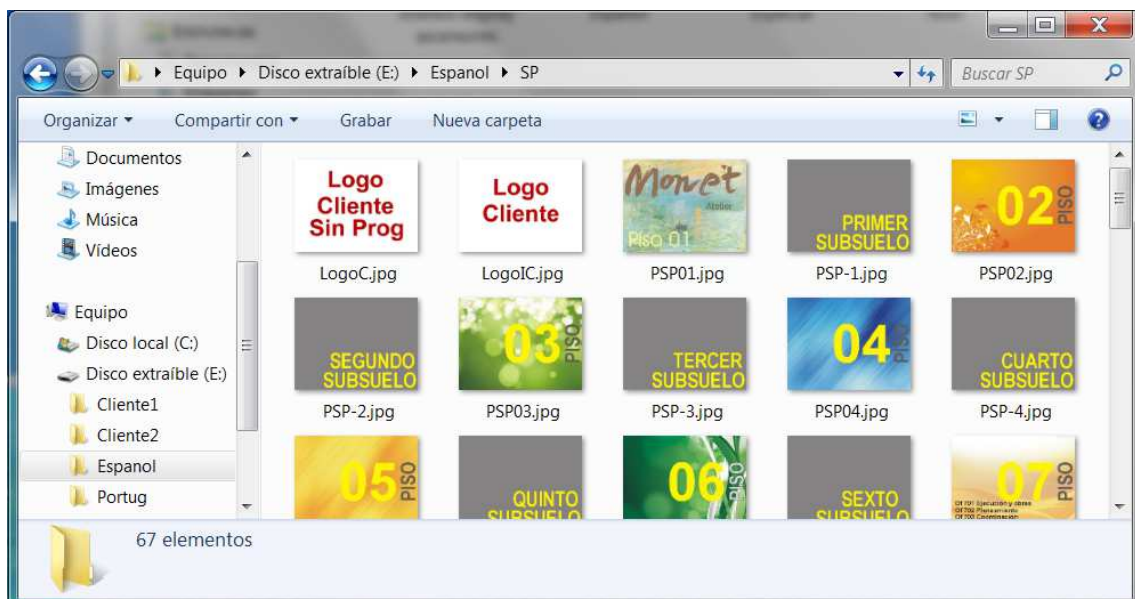 Equipo ▸ Disco extraíble (E:) ▸ Espanol ▸ SP
Buscar SP
Organizar
Compartir con
Grabar
Nueva carpeta
Documentos
Imágenes
Música
Vídeos
Equipo
Disco local (C:)
Disco extraíble (E:)
Cliente1
Cliente2
Espanol
Portug
Logo
Cliente
Sin Prog
LogoC.jpg
Logo
Cliente
LogoIC.jpg
Monet
Atelier
Piso 01
PSP01.jpg
PRIMER
SUBSUELO
PSP-1.jpg
02
PISO
PSP02.jpg
SEGUNDO
SUBSUELO
PSP-2.jpg
03
PISO
PSP03.jpg
TERCER
SUBSUELO
PSP-3.jpg
04
PISO
PSP04.jpg
CUARTO
SUBSUELO
PSP-4.jpg
05
PISO
QUINTO
SUBSUELO
06
PISO
SEXTO
SUBSUELO
07
PISO
67 elementos